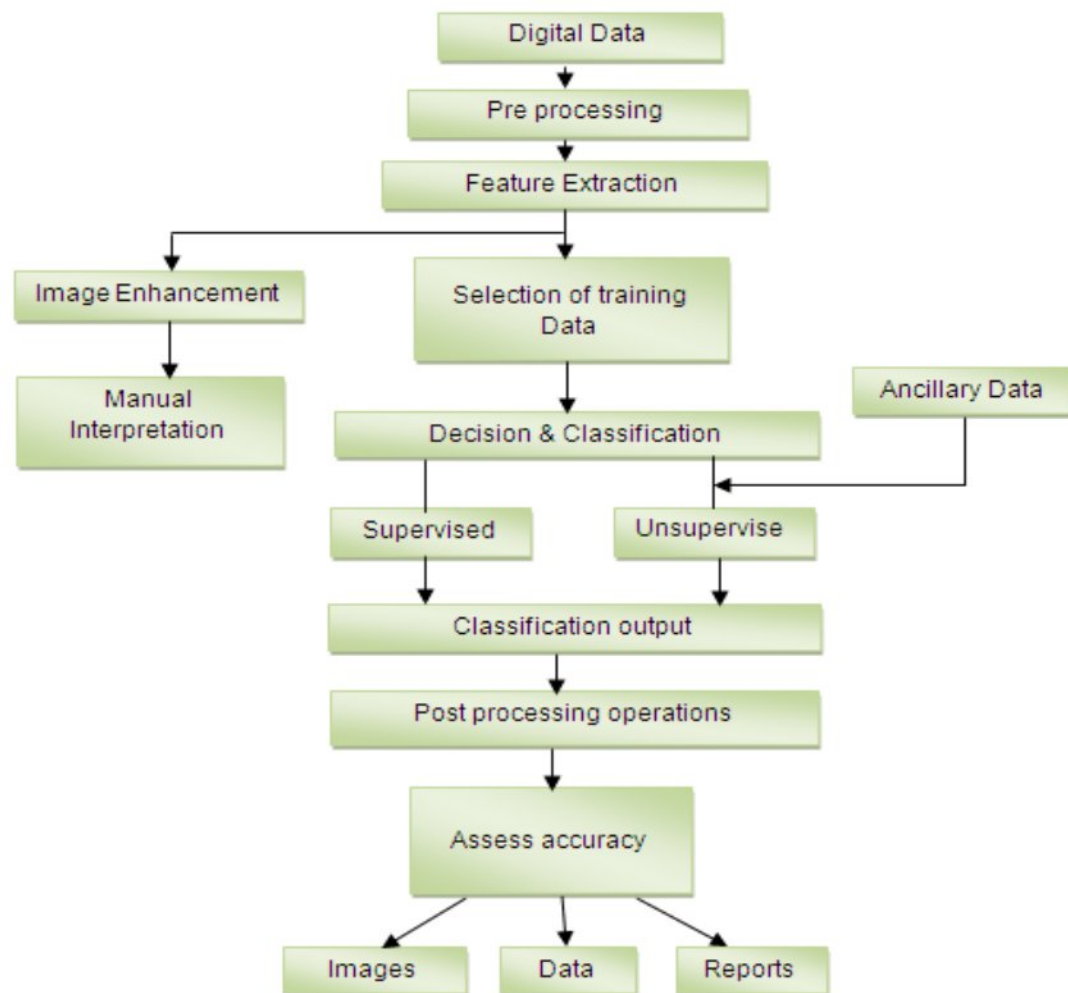 Digital Data
Pre processing
Feature Extraction
Image Enhancement
Selection of training
Data
Manual
Interpretation
Ancillary Data
Decision & Classification
Supervised
Unsupervise
Classification output
Post processing operations
Assess accuracy
Images
Data
Reports